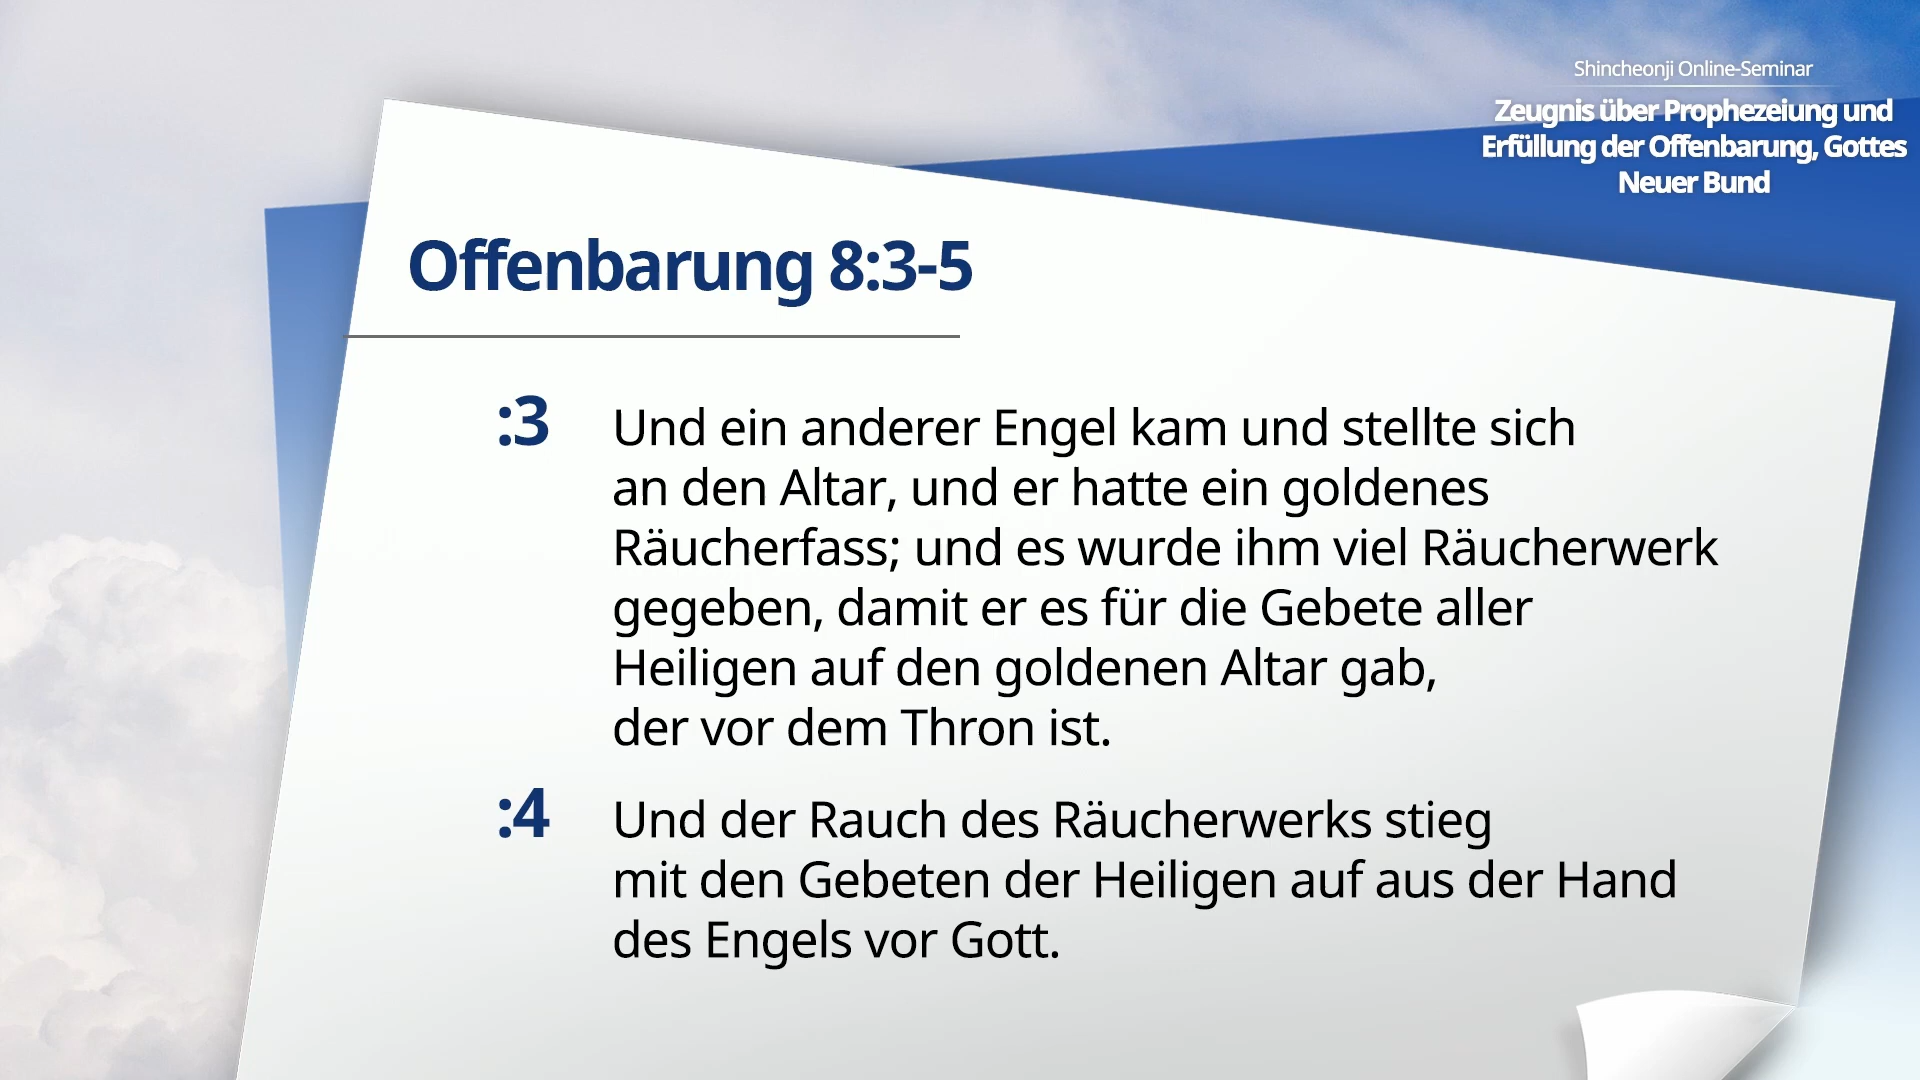 Shincheonji Online-Seminar
Zeugnis über Prophezeiung und
Erfüllung der Offenbarung, Gottes
Neuer Bund
Offenbarung 8:3-5
:3 Und ein anderer Engel kam und stellte sich
an den Altar, und er hatte ein goldenes
Räucherfass; und es wurde ihm viel Räucherwerk
gegeben, damit er es für die Gebete aller
Heiligen auf den goldenen Altar gab,
der vor dem Thron ist.
:4 Und der Rauch des Räucherwerks stieg
mit den Gebeten der Heiligen auf aus der Hand
des Engels vor Gott.